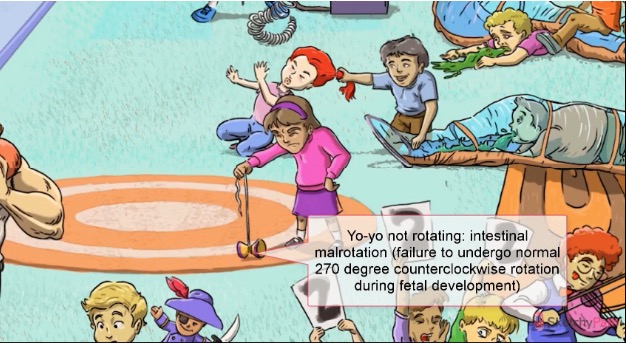 Yo-yo not rotating: intestinal
malrotation (failure to undergo normal
270 degree counterclockwise rotation
during fetal development)
?
?